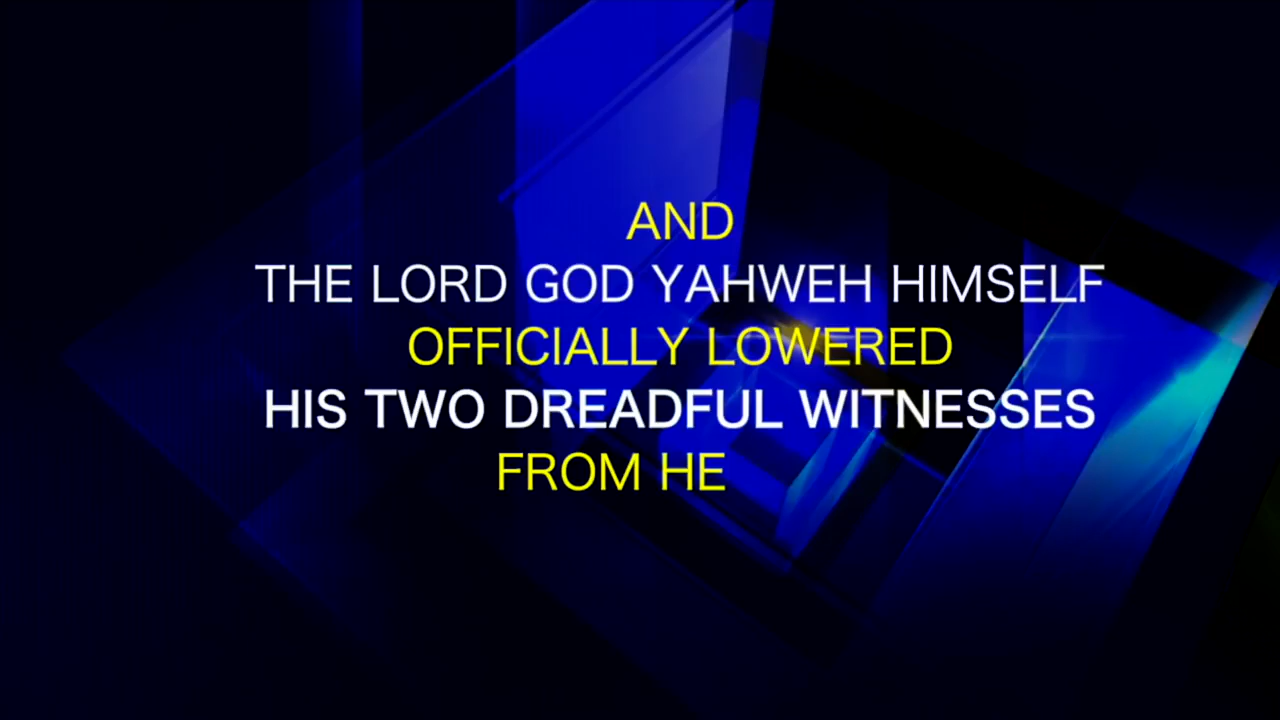 AND
THE LORD GOD YAHWEH HIMSELF
OFFICIALLY LOWERED
HIS TWO DREADFUL WITNESSES
FROM HE